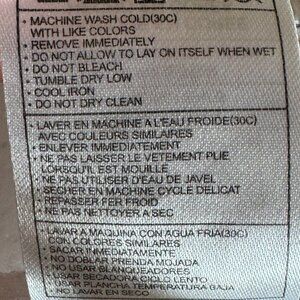 • MACHINE WASH COLD(30C)
WITH LIKE COLORS
• REMOVE IMMEDIATELY
• DO NOT ALLOW TO LAY ON ITSELF WHEN WET
• DO NOT BLEACH
• TUMBLE DRY LOW
• COOL IRON
• DO NOT DRY CLEAN
• LAVER EN MACHINE A L'EAU FROIDE(30C)
AVEC COULEURS SIMILAIRES
• ENLEVER IMMEDIATEMENT
• NE PAS LAISSER LE VETEMENT PLIE
LORSQU'IL EST MOUILLE
• NE PAS UTILISER D'EAU DE JAVEL
• SECHER EN MACHINE CYCLE DELICAT
• REPASSER FER FROID
• NE PAS NETTOYER A SEC
• LAVAR A MAQUINA CON AGUA FRIA(30C)
CON COLORES SIMILARES
• SACAR INMEDIATAMENTE
• NO DOBLAR PRENDA MOJADA
• NO USAR BLANQUEADORES
• USAR SECADORA CICLO LENTO
• USAR PLANCHA TEMPERATURA BAJA
• NO LAVAR EN SECO